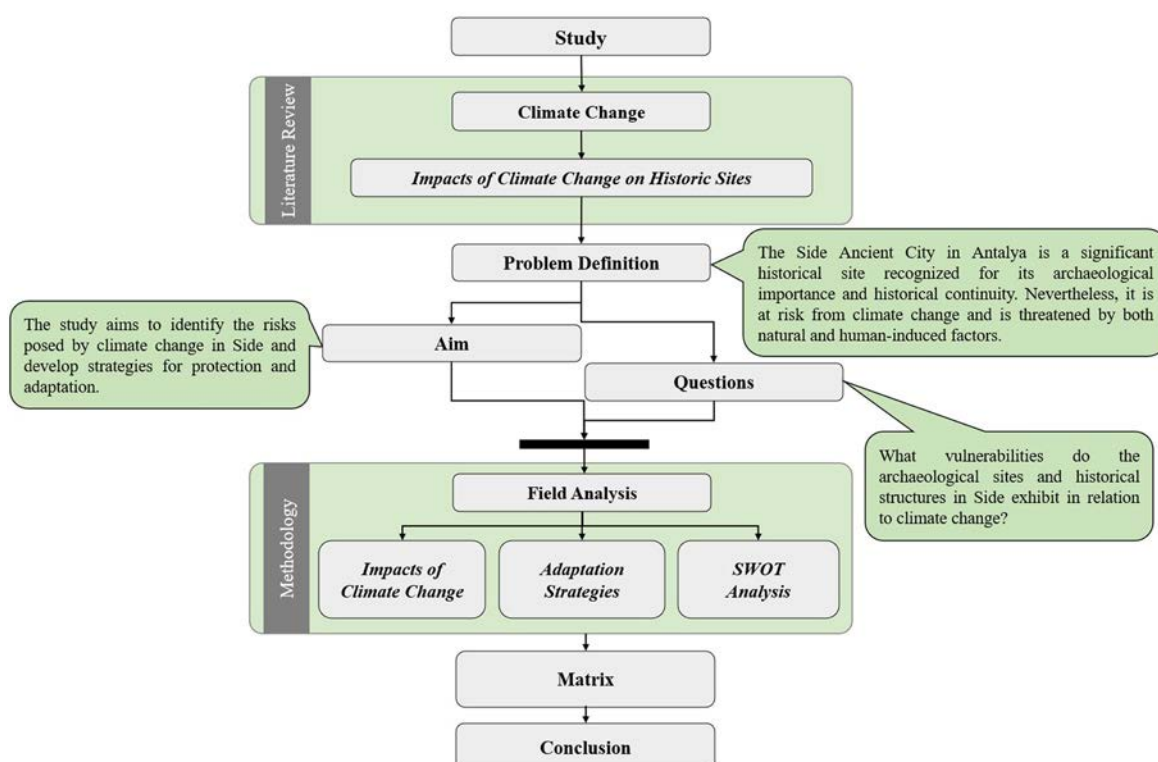 Study
Literature Review
Climate Change
Impacts of Climate Change on Historic Sites
Problem Definition
The Side Ancient City in Antalya is a significant
historical site recognized for its archaeological
importance and historical continuity. Nevertheless, it is
at risk from climate change and is threatened by both
natural and human-induced factors.
The study aims to identify the risks
posed by climate change in Side and
develop strategies for protection and
adaptation.
Aim
Questions
What vulnerabilities do the
archaeological sites and historical
structures in Side exhibit in relation
to climate change?
Methodology
Field Analysis
Impacts of
Climate Change
Adaptation
Strategies
SWOT
Analysis
Matrix
Conclusion